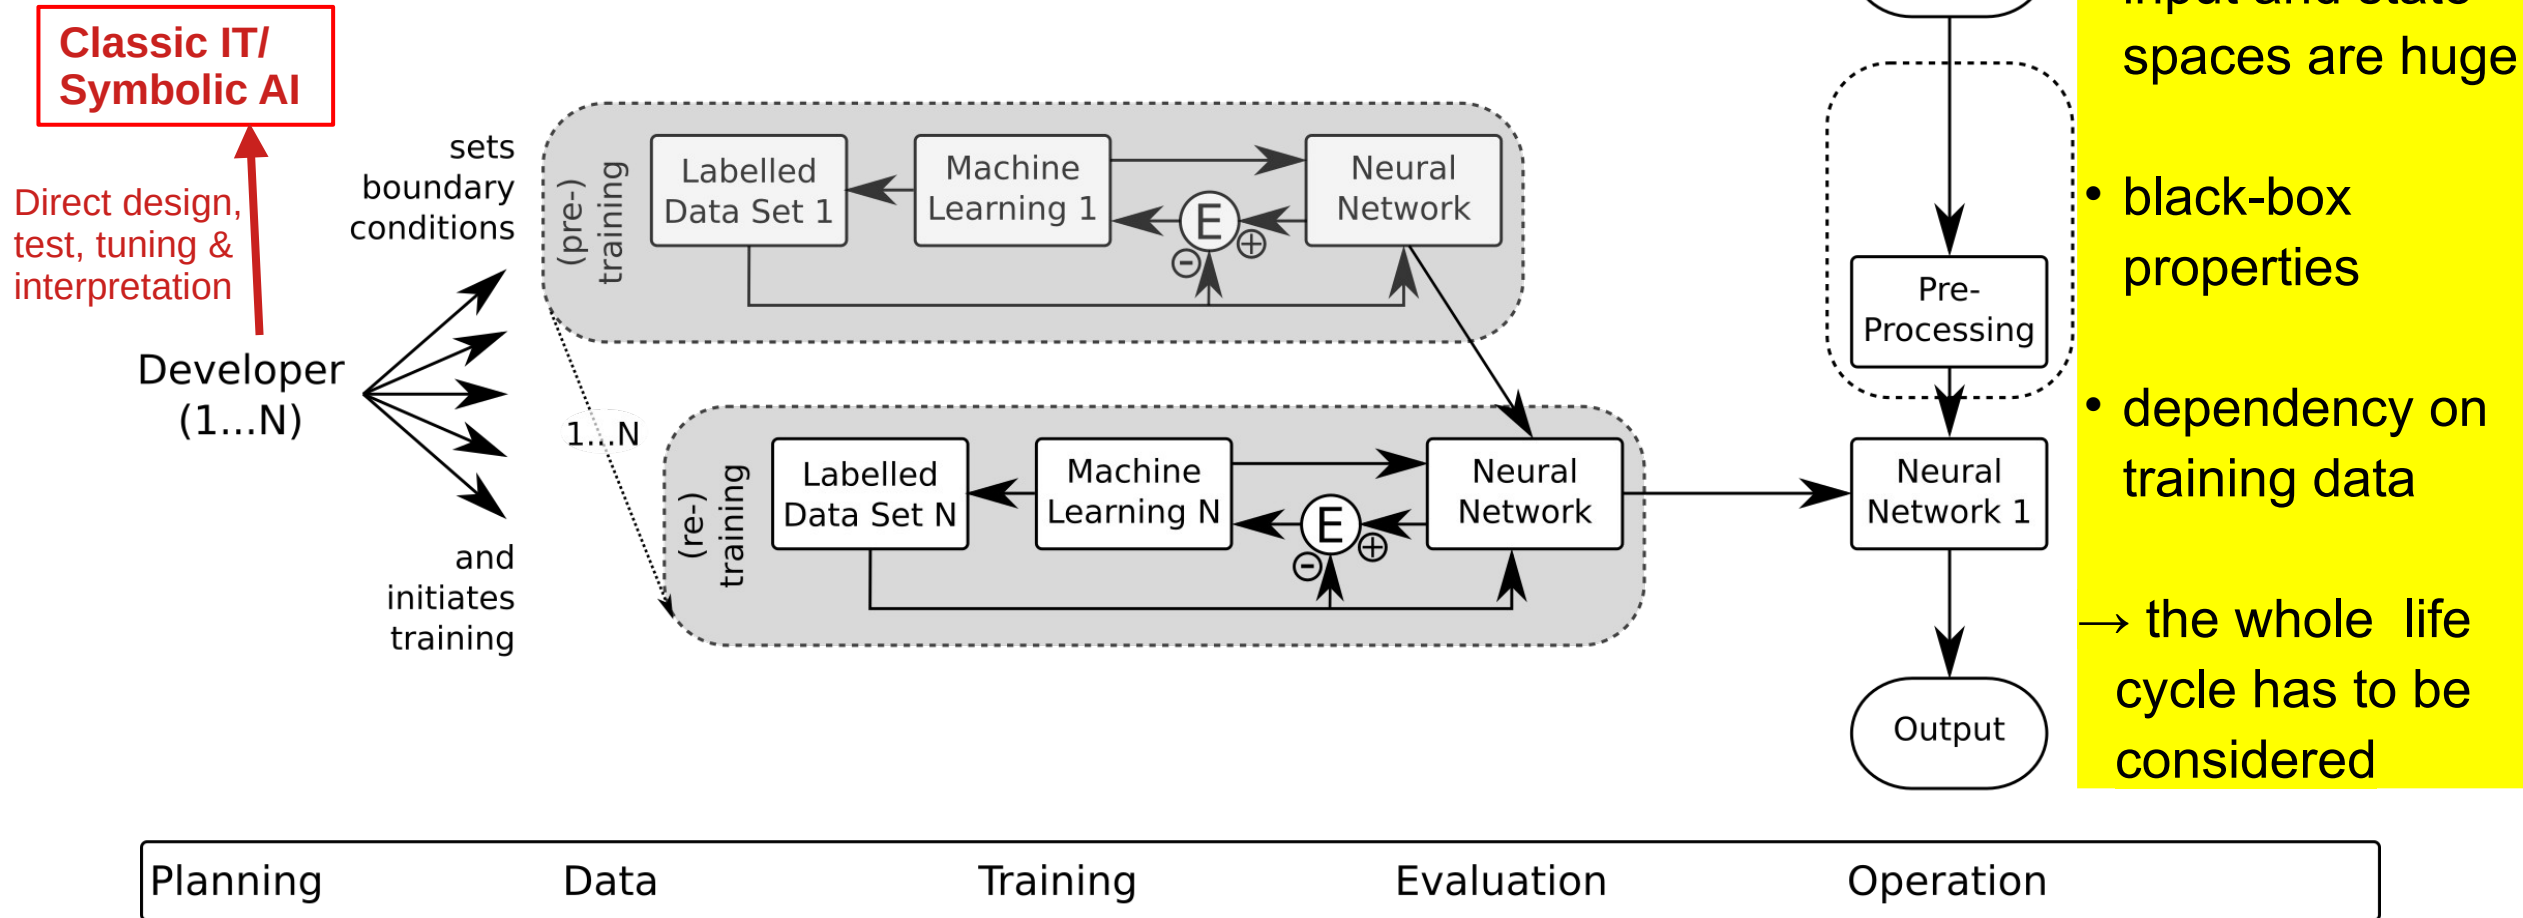 Classic IT/
Symbolic AI
Direct design,
test, tuning &
interpretation
Developer
(1...N)
sets
boundary
conditions
and
initiates
training
1...N
(pre-)
training
Labelled
Data Set 1
Machine
Learning 1
Neural
Network
E
+
-
(re-)
training
Labelled
Data Set N
Machine
Learning N
Neural
Network
E
+
-
Pre-
Processing
Neural
Network 1
Output
input and state
spaces are huge
• black-box
properties
• dependency on
training data
→ the whole life
cycle has to be
considered
Planning Data Training Evaluation Operation